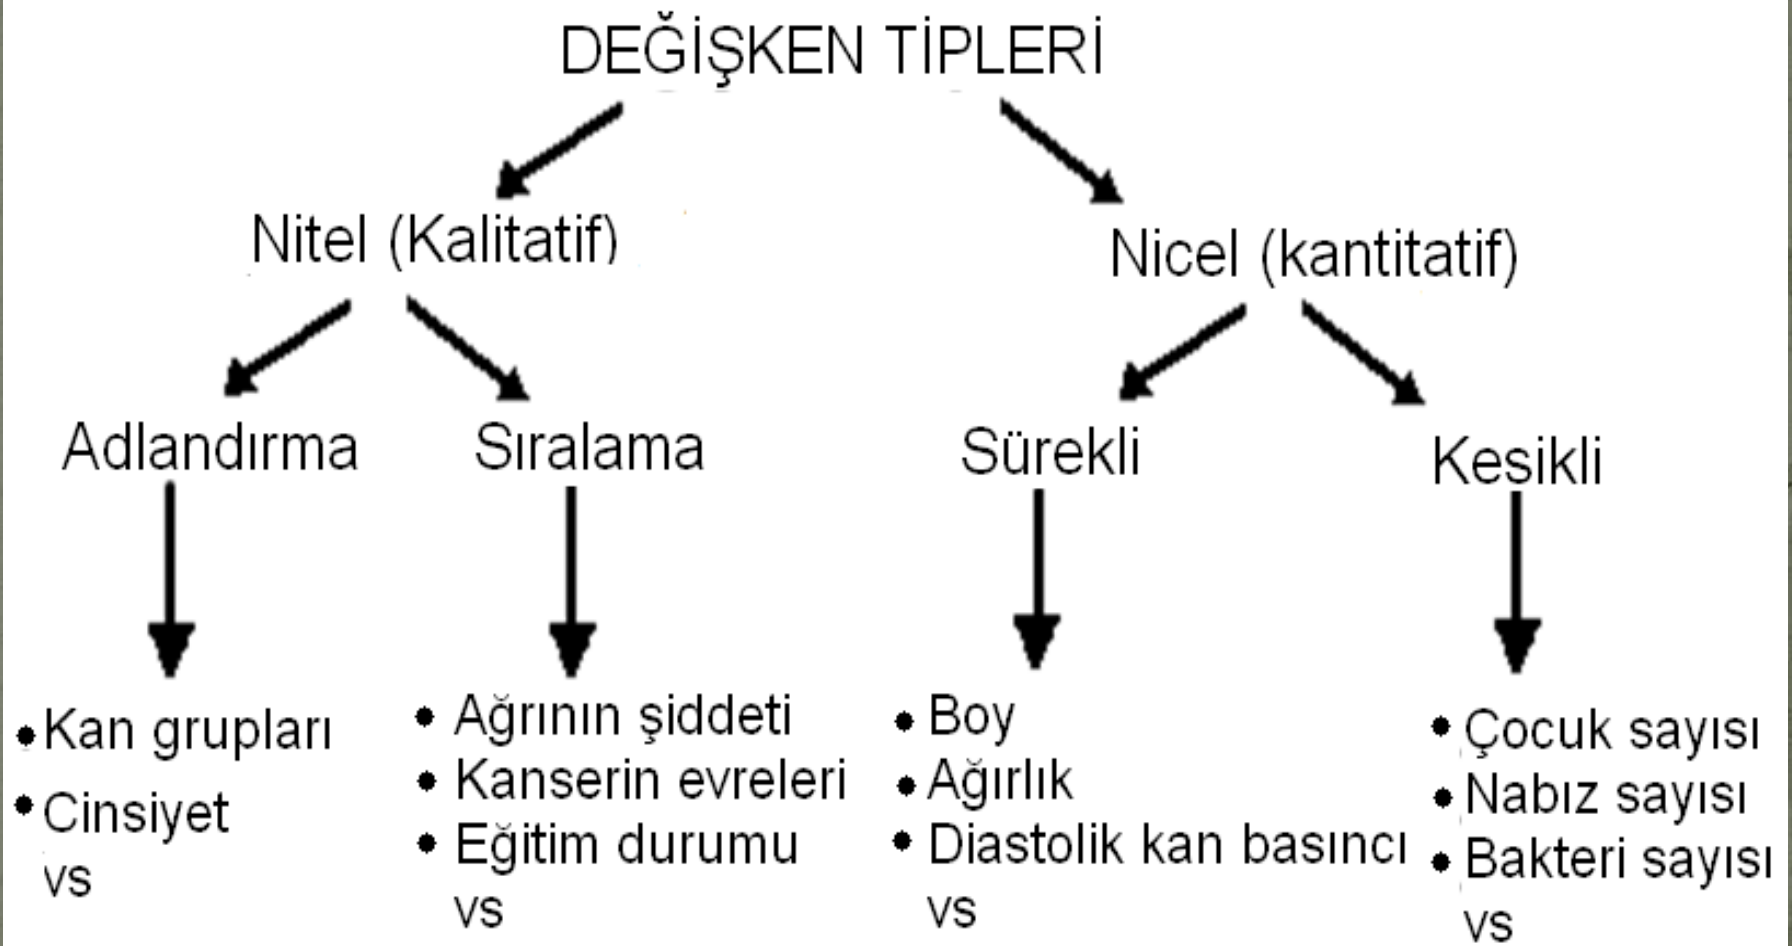 DEĞİŞKEN TİPLERİ
Nitel (Kalitatif)
Nicel (kantitatif)
Adlandırma
Sıralama
Sürekli
Kesikli
• Kan grupları
• Cinsiyet
vs
• Ağrının şiddeti
• Kanserin evreleri
• Eğitim durumu
vs
• Boy
• Ağırlık
• Diastolik kan basıncı
vs
• Çocuk sayısı
• Nabız sayısı
• Bakteri sayısı
vs